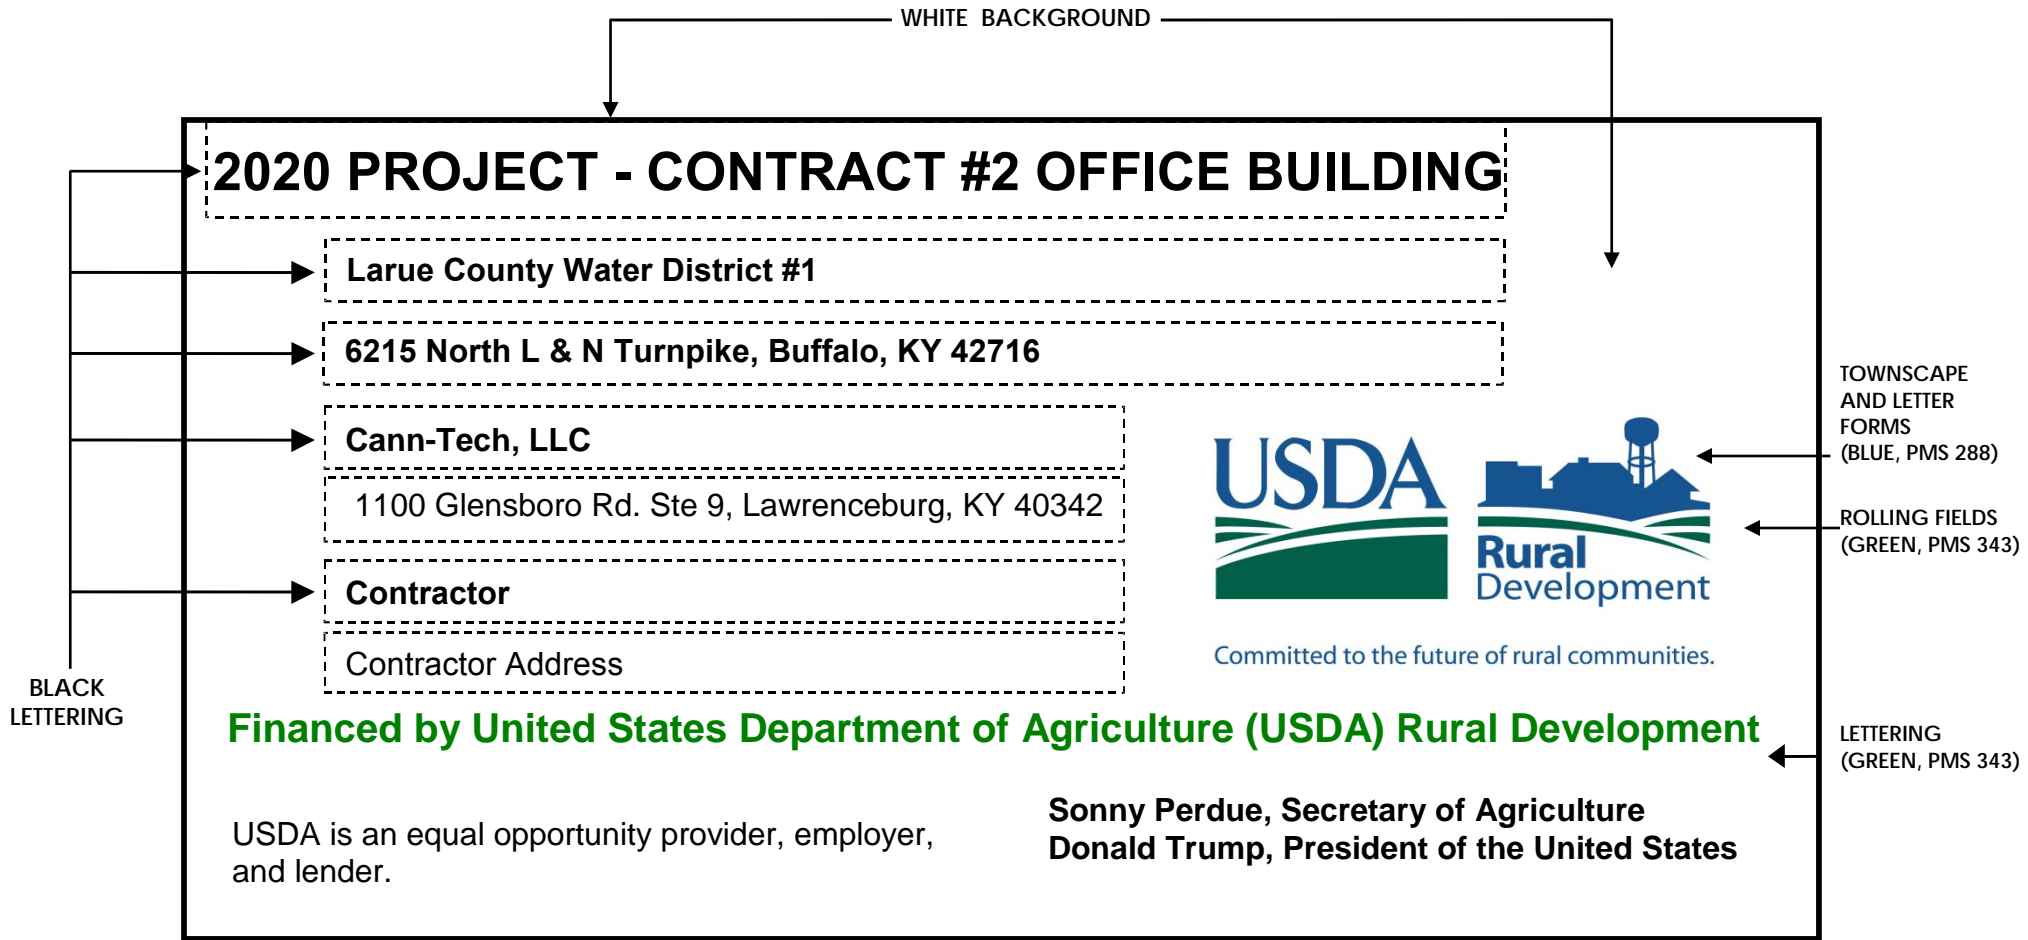 WHITE BACKGROUND
2020 PROJECT - CONTRACT #2 OFFICE BUILDING
Larue County Water District #1
6215 North L & N Turnpike, Buffalo, KY 42716
Cann-Tech, LLC
1100 Glensboro Rd. Ste 9, Lawrenceburg, KY 40342
Contractor
Contractor Address
BLACK
LETTERING
USDA
Rural
Development
Committed to the future of rural communities.
TOWNSCAPE
AND LETTER
FORMS
(BLUE, PMS 288)
ROLLING FIELDS
(GREEN, PMS 343)
Financed by United States Department of Agriculture (USDA) Rural Development
LETTERING
(GREEN, PMS 343)
USDA is an equal opportunity provider, employer,
and lender.
Sonny Perdue, Secretary of Agriculture
Donald Trump, President of the United States